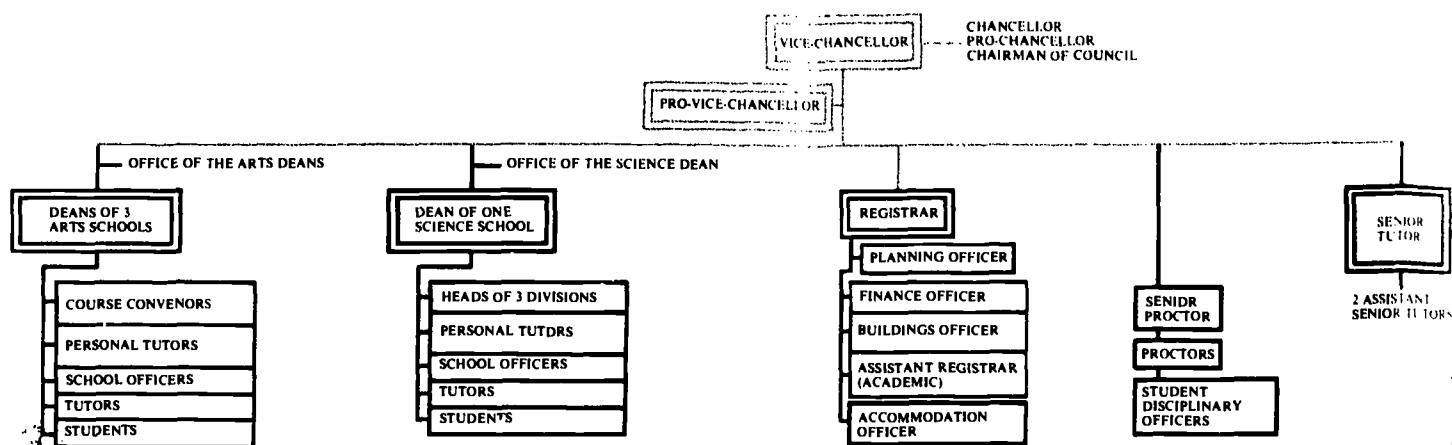 VICE-CHANCELLOR
CHANCELLOR
PRO-CHANCELLOR
CHAIRMAN OF COUNCIL
PRO-VICE-CHANCELLOR
OFFICE OF THE ARTS DEANS
OFFICE OF THE SCIENCE DEAN
DEANS OF 3
ARTS SCHOOLS
DEAN OF ONE
SCIENCE SCHOOL
REGISTRAR
SENIOR
TUTOR
COURSE CONVENORS
PERSONAL TUTORS
SCHOOL OFFICERS
TUTORS
STUDENTS
HEADS OF 3 DIVISIONS
PERSONAL TUTORS
SCHOOL OFFICERS
TUTORS
STUDENTS
PLANNING OFFICER
FINANCE OFFICER
BUILDINGS OFFICER
ASSISTANT REGISTRAR
(ACADEMIC)
ACCOMMODATION
OFFICER
SENIOR
PROCTOR
PROCTORS
STUDENT
DISCIPLINARY
OFFICERS
2 ASSISTANT
SENIOR TUTORS